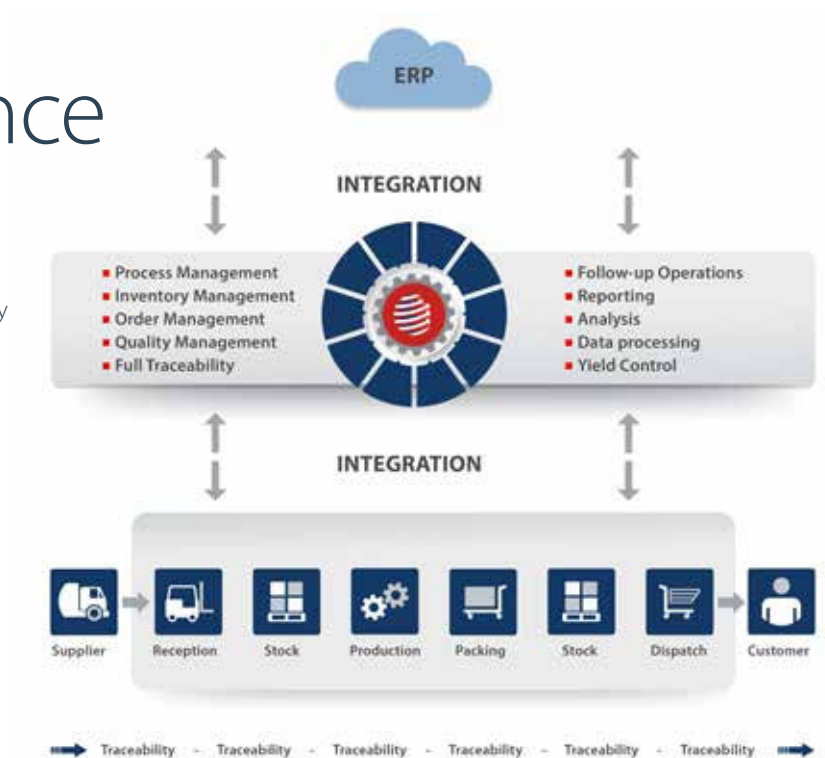 ERP
nce
INTEGRATION
y
Process Management
Inventory Management
Order Management
Quality Management
Full Traceability
Follow-up Operations
Reporting
Analysis
Data processing
Yield Control
INTEGRATION
Supplier Reception Stock Production Packing Stock Dispatch Customer
Traceability - Traceability - Traceability - Traceability - Traceability - Traceability